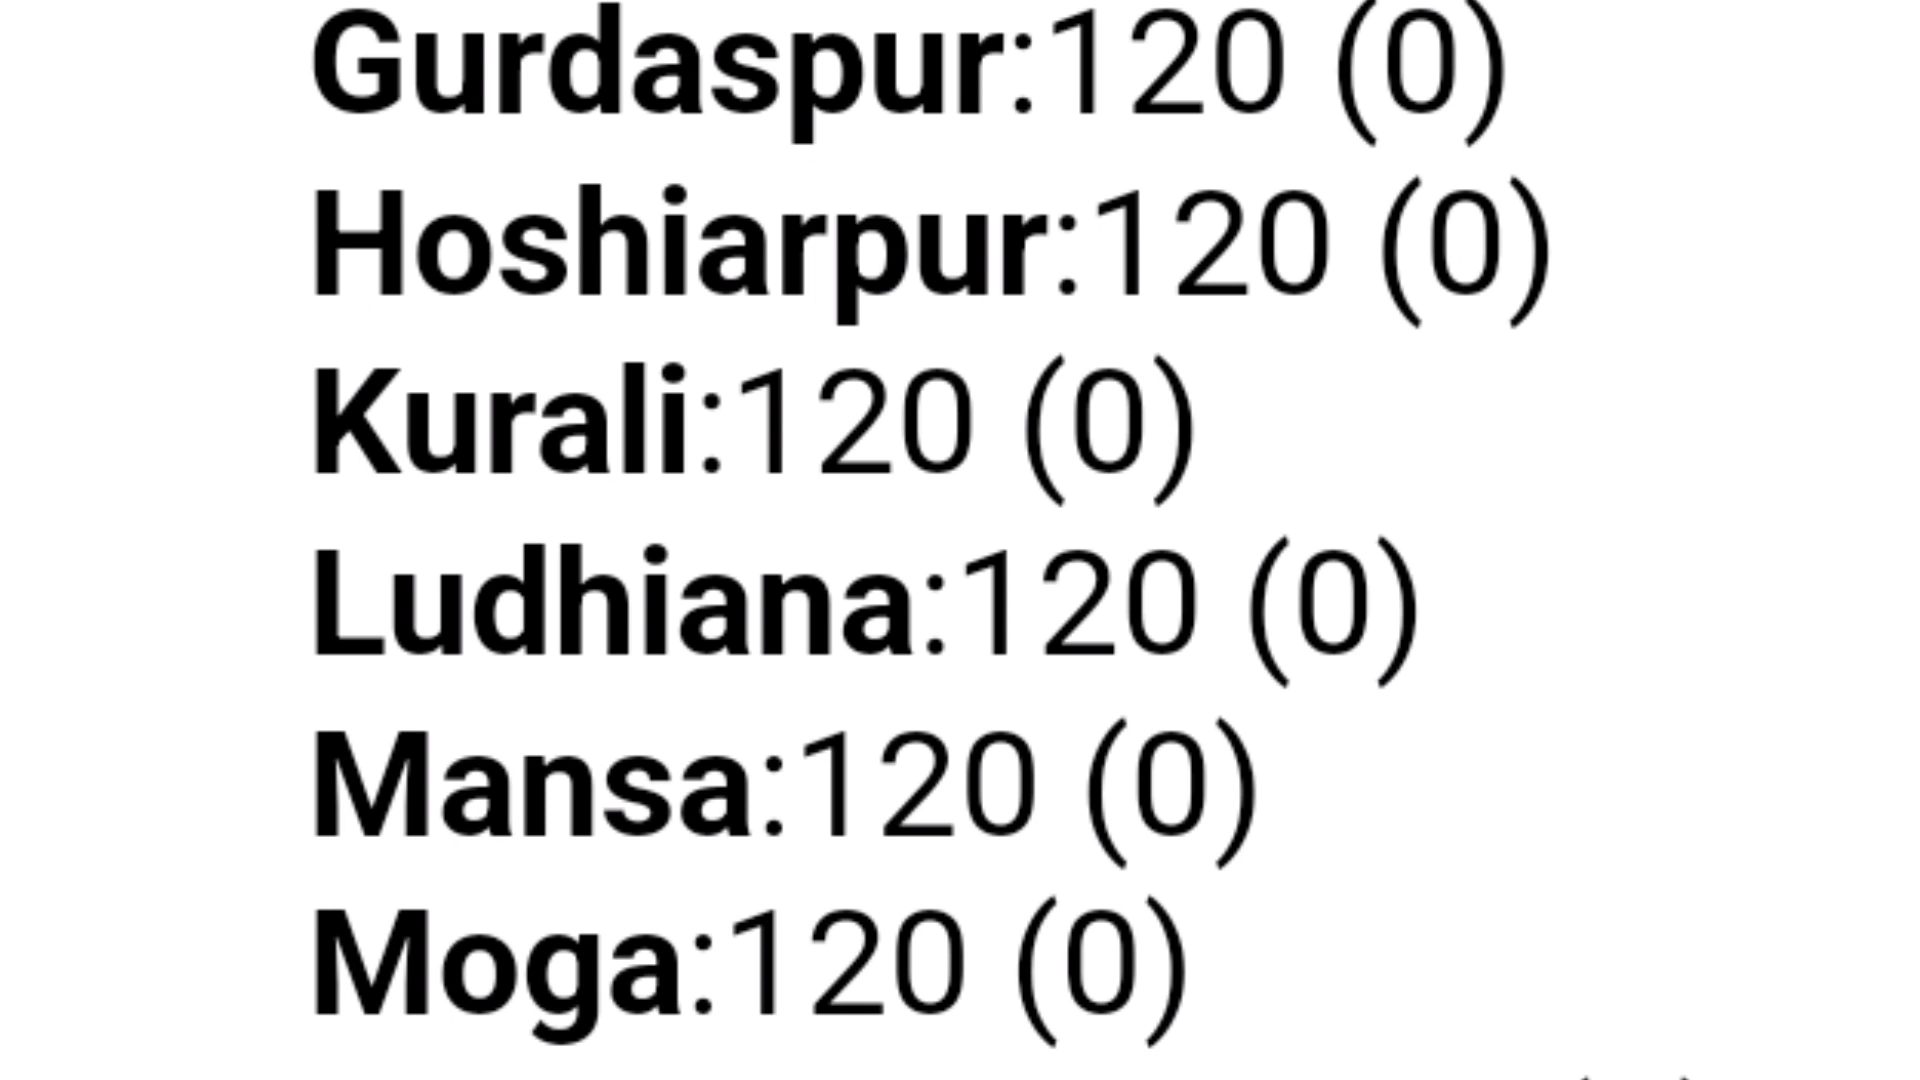 Gurdaspur:120 (0)
Hoshiarpur:120 (0)
Kurali:120 (0)
Ludhiana:120 (0)
Mansa:120 (0)
Moga:120 (0)